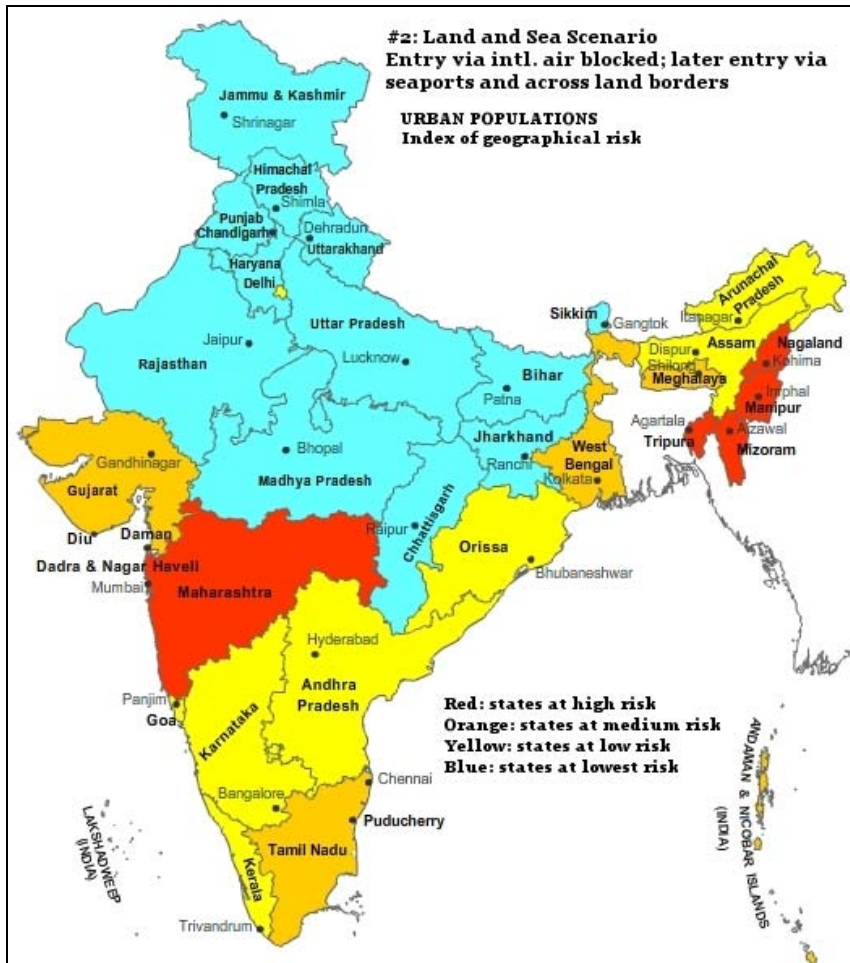 #2: Land and Sea Scenario
Entry via intl. air blocked; later entry via
seaports and across land borders
URBAN POPULATIONS
Index of geographical risk
Jammu & Kashmir
Shrinagar
Himachal
Pradesh
Shimla
Punjab
Chandigarh
Dehradun
Uttarakhand
Haryana
Delhi
Arunachal
Pradesh
Itanagar
Sikkim
Gangtok
Assam
Nagaland
Dispur
Kohima
Shilong
Meghalaya
Imphal
Manipur
Agartala
Aizawal
Tripura
Mizoram
Jaipur
Uttar Pradesh
Rajasthan
Lucknow
Bihar
Patna
Jharkhand
Ranchi
West
Bengal
Kolkata
Bhopal
Madhya Pradesh
Gandhinagar
Gujarat
Chhattisgarh
Raipur
Orissa
Bhubaneshwar
Diu
Daman
Dadra & Nagar Haveli
Mumbai
Maharashtra
Hyderabad
Andhra
Pradesh
Panjim
Goa
Karnataka
Red: states at high risk
Orange: states at medium risk
Yellow: states at low risk
Blue: states at lowest risk
Chennai
Bangalore
Puducherry
Tamil Nadu
Kerala
Trivandrum
LAKSHADWEEP
(INDIA)
ANDAMAN & NICOBAR ISLANDS
(INDIA)